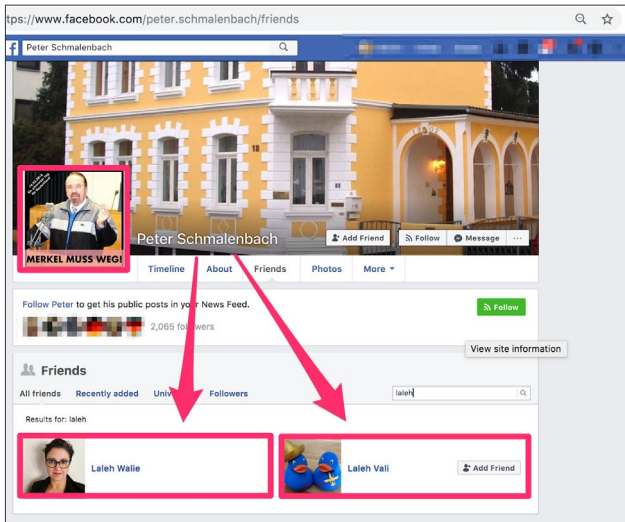 tps://www.facebook.com/peter.schmalenbach/friends
Peter Schmalenbach
18
MERKEL MUSS WEG!
Peter Schmalenbach
Add Friend Follow Message ...
Timeline About Friends Photos More
Follow Peter to get his public posts in your News Feed.
Follow
2,065 followers
View site information
Friends
All friends Recently added Followers
laleh
Results for: laleh
Laleh Walie
Laleh Vali
Add Friend